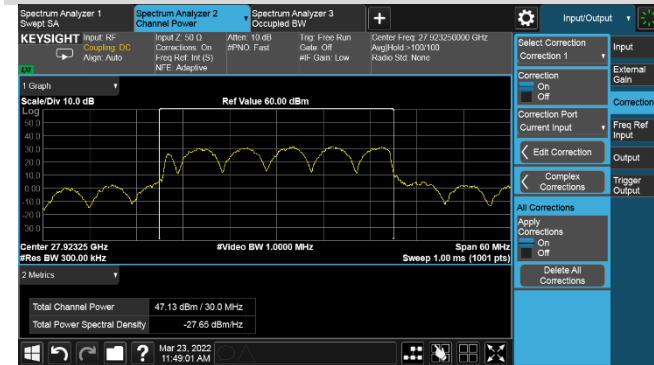 Spectrum Analyzer 1
Swept SA
Spectrum Analyzer 2
Channel Power
Spectrum Analyzer 3
Occupied BW
+
Input/Output
KEYSIGHT
Input: RF
Coupling: DC
Align: Auto
Input Z: 50 Ω
Corrections: On
Freq Ref: Int (S)
NFE: Adaptive
Atten: 10 dB
#PNO: Fast
Trig: Free Run
Gate: Off
#IF Gain: Low
Center Freq: 27.923250000 GHz
Avg|Hold:>100/100
Radio Std: None
LXI
1 Graph
Scale/Div 10.0 dB
Ref Value 60.00 dBm
Log
50.0
40.0
30.0
20.0
10.0
0.00
-10.0
-20.0
-30.0
Center 27.92325 GHz
#Video BW 1.0000 MHz
Span 60 MHz
#Res BW 300.00 kHz
Sweep 1.00 ms (1001 pts)
2 Metrics
Total Channel Power
47.13 dBm / 30.0 MHz
Total Power Spectral Density
-27.65 dBm/Hz
?
Mar 23, 2022
11:49:01 AM
Select Correction
Correction 1
Correction
On
Off
Correction Port
Current Input
Edit Correction
Complex
Corrections
All Corrections
Apply
Corrections
On
Off
Delete All
Corrections
Input
External
Gain
Correction
Freq Ref
Input
Output
Trigger
Output